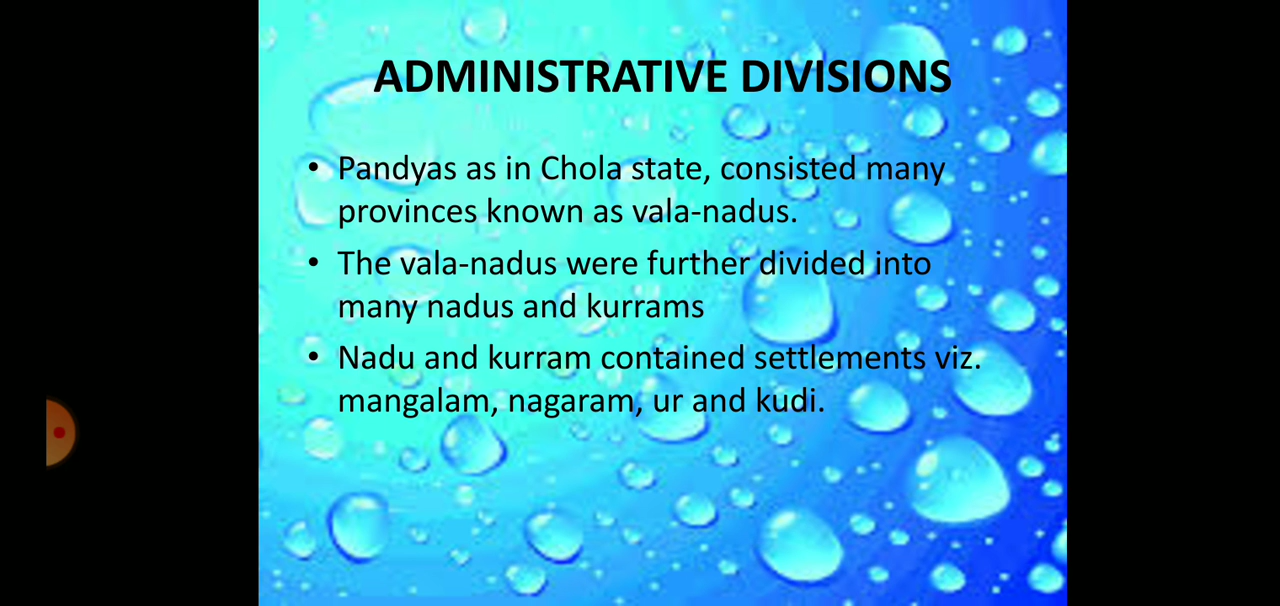 ADMINISTRATIVE DIVISIONS
• Pandyas as in Chola state, consisted many
provinces known as vala-nadus.
• The vala-nadus were further divided into
many nadus and kurrams
• Nadu and kurram contained settlements viz.
mangalam, nagaram, ur and kudi.